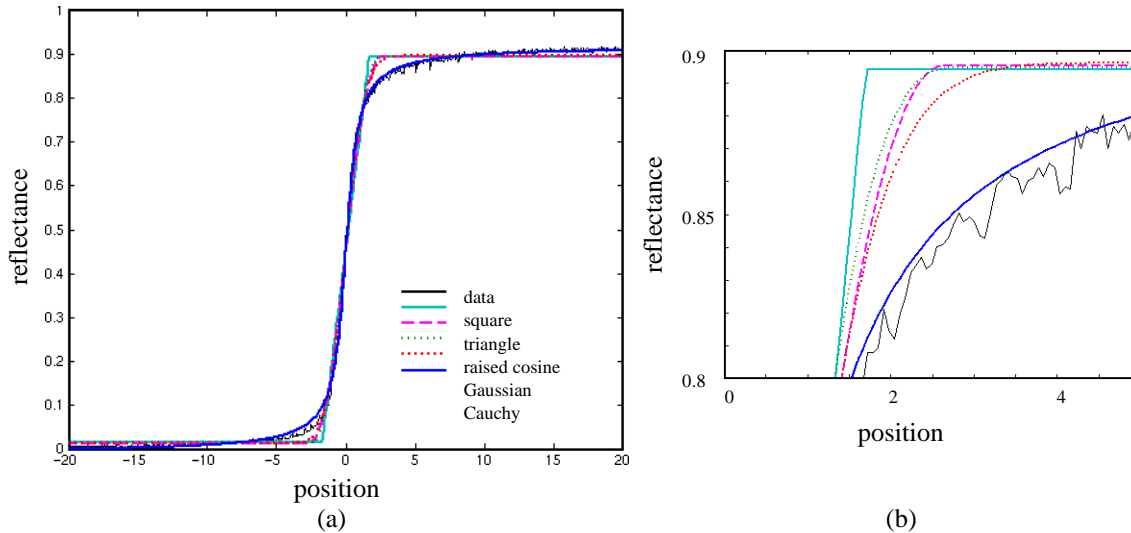 1
0.9
0.8
0.7
0.6
0.5
0.4
0.3
0.2
0.1
0
reflectance
-20 -15 -10 -5 0 5 10 15 20
position
data
square
triangle
raised cosine
Gaussian
Cauchy
(a)
0.9
0.85
0.8
reflectance
0 2 4
position
(b)